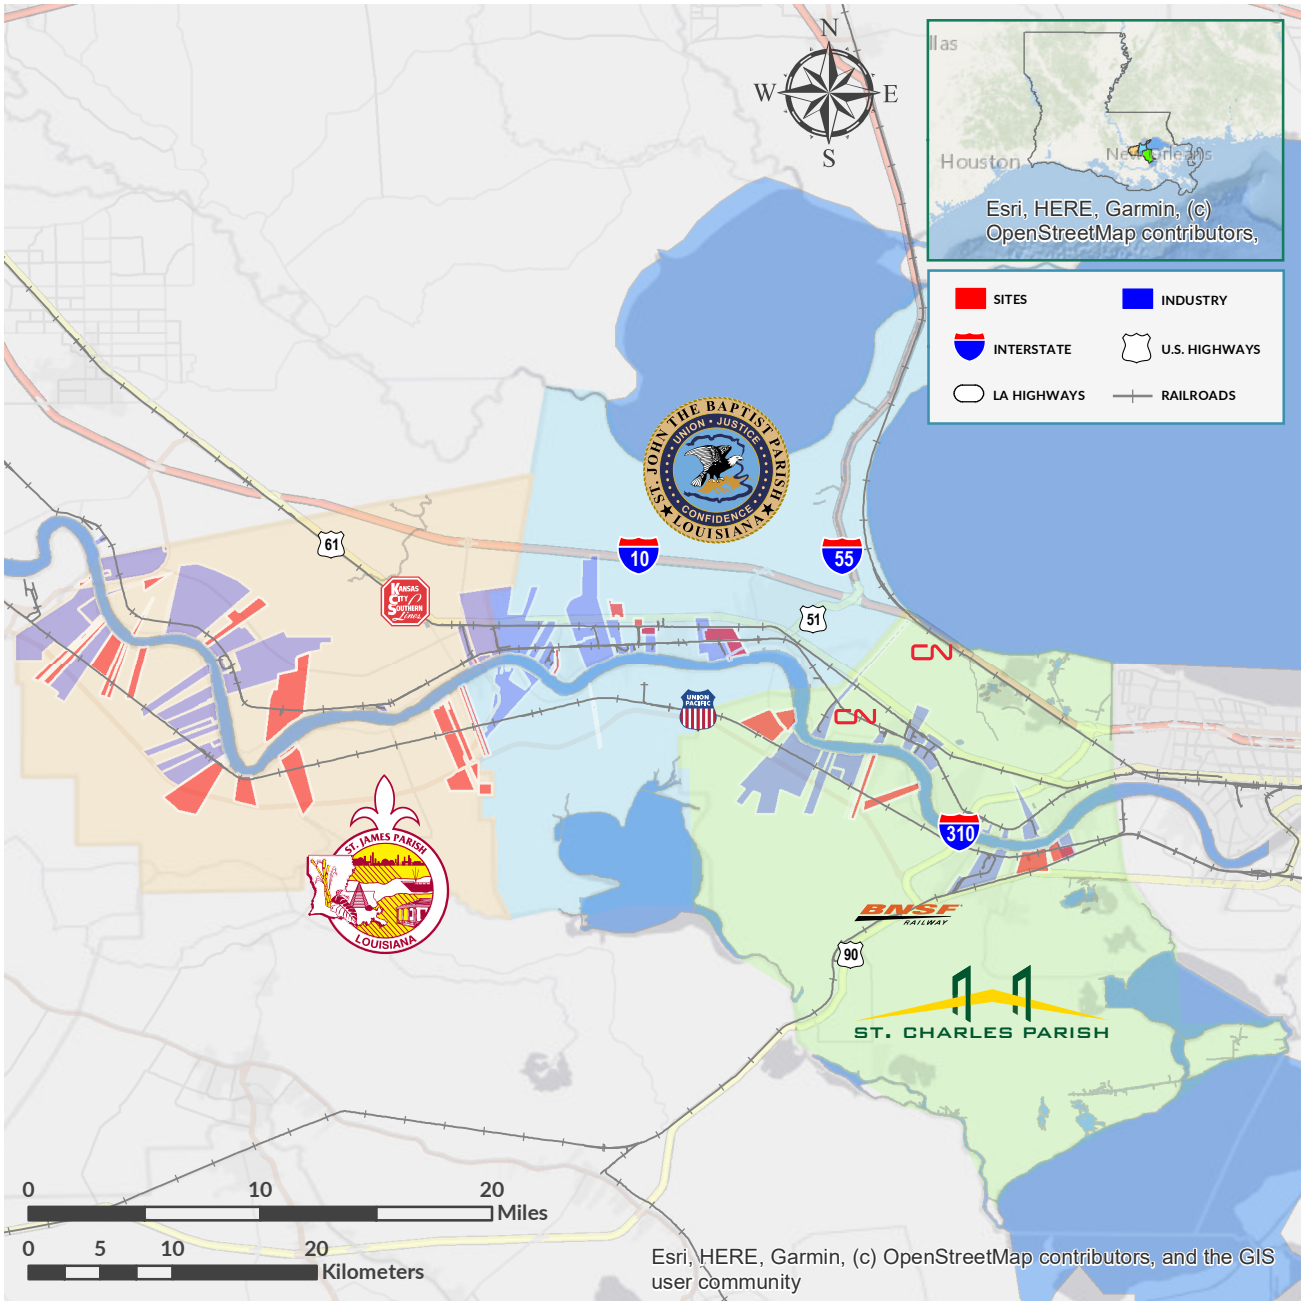 N
W
E
S
llas
Houston
New Orleans
Esri, HERE, Garmin, (c)
OpenStreetMap contributors,
SITES
INDUSTRY
INTERSTATE
U.S. HIGHWAYS
LA HIGHWAYS
RAILROADS
ST. JOHN THE BAPTIST PARISH
UNION • JUSTICE
CONFIDENCE
LOUISIANA
61
10
55
KANSAS
CITY
SOUTHERN
Lines
51
CN
UNION
PACIFIC
CN
310
ST. JAMES PARISH
LOUISIANA
BNSF
RAILWAY
90
ST. CHARLES PARISH
0 10 20
Miles
0 5 10 20
Kilometers
Esri, HERE, Garmin, (c) OpenStreetMap contributors, and the GIS
user community